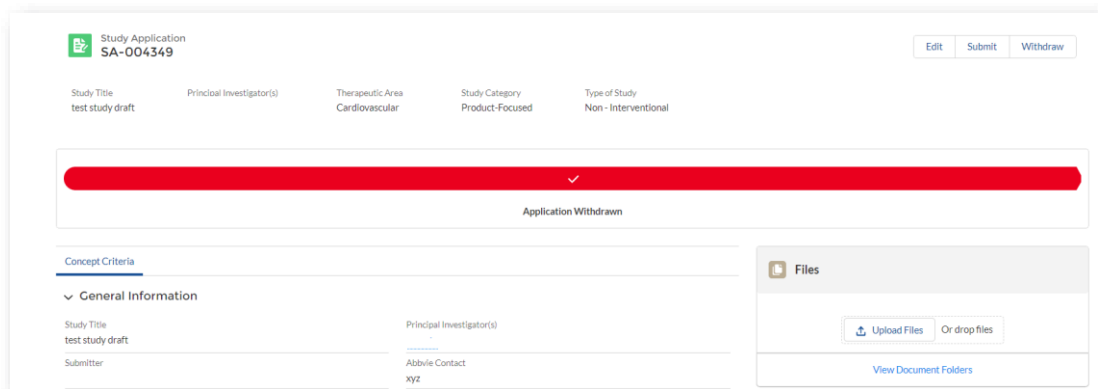 Study Application
SA-004349
Edit Submit Withdraw
Study Title Principal Investigator(s) Therapeutic Area Study Category Type of Study
test study draft Cardiovascular Product-Focused Non - Interventional
Application Withdrawn
Concept Criteria
Files
General Information
Study Title Principal Investigator(s)
test study draft
Upload Files Or drop files
Submitter Abbvie Contact
xyz
View Document Folders